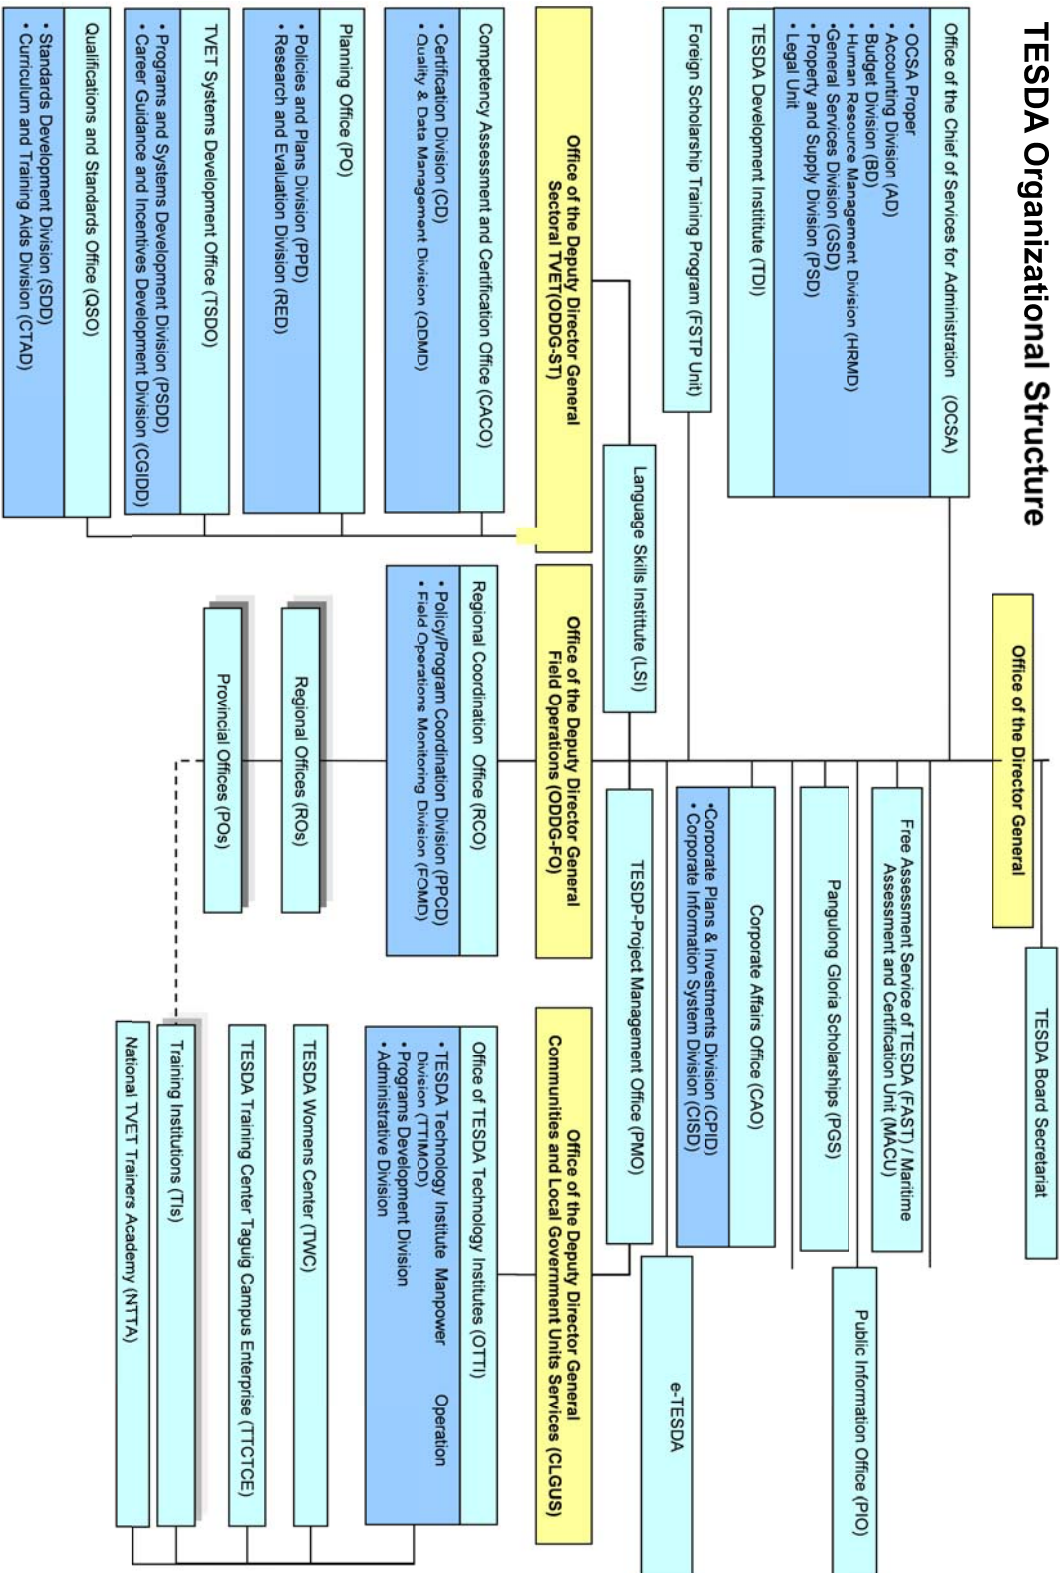 TESDA Organizational Structure
Office of the Director General
TESDA Board Secretariat
Office of the Chief of Services for Administration (OCSA)
• OCSA Proper
• Accounting Division (AD)
• Budget Division (BD)
• Human Resource Management Division (HRMD)
•General Services Division (GSD)
• Property and Supply Division (PSD)
• Legal Unit
TESDA Development Instititute (TDI)
Foreign Scholarship Training Program (FSTP Unit)
Free Assessment Service of TESDA (FAST) / Maritime
Assessment and Certification Unit (MACU)
Pangulong Gloria Scholarships (PGS)
Public Information Office (PIO)
Corporate Affairs Office (CAO)
•Corporate Plans & Investments Division (CPID)
• Corporate Information System Division (CISD)
e-TESDA
Language Skills Instittute (LSI)
TESDP-Project Management Office (PMO)
Office of the Deputy Director General
Sectoral TVET(ODDG-ST)
Competency Assessment and Certification Office (CACO)
• Certification Division (CD)
• Quality & Data Management Division (QDMD)
Planning Office (PO)
• Policies and Plans Division (PPD)
• Research and Evaluation Division (RED)
TVET Systems Development Office (TSDO)
• Programs and Systems Development Division (PSDD)
• Career Guidance and Incentives Development Division (CGIDD)
Qualifications and Standards Office (QSO)
• Standards Development Division (SDD)
• Curriculum and Training Aids Division (CTAD)
Office of the Deputy Director General
Field Operations (ODDG-FO)
Regional Coordination Office (RCO)
• Policy/Program Coordination Division (PPCD)
• Field Operations Monitoring Division (FOMD)
Regional Offices (ROs)
Provincial Offices (POs)
Office of the Deputy Director General
Communities and Local Government Units Services (CLGUS)
Office of TESDA Technology Institutes (OTTI)
• TESDA Technology Institute Manpower Operation
Division (TTIMOD)
• Programs Development Division
• Administrative Division
TESDA Womens Center (TWC)
TESDA Training Center Taguig Campus Enterprise (TTCTCE)
Training Institutions (TIs)
National TVET Trainers Academy (NTTA)